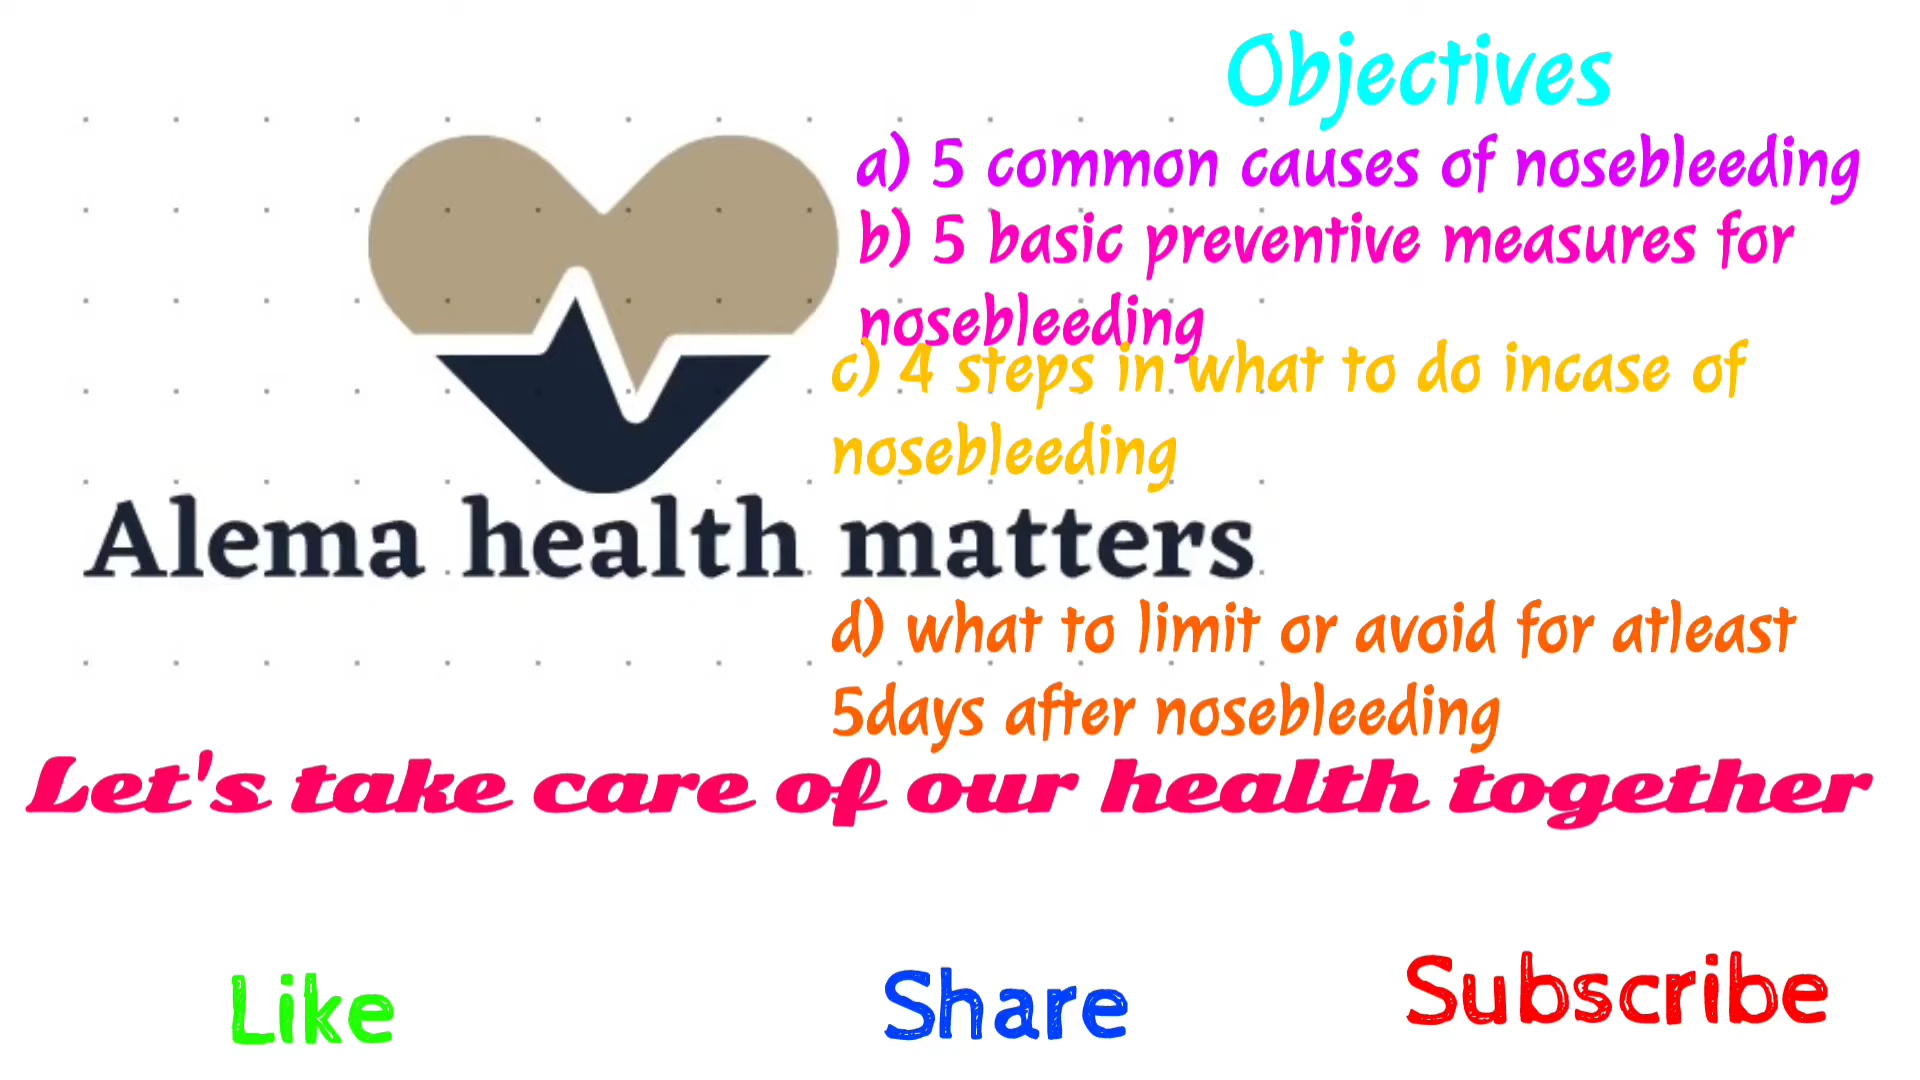 Objectives
a) 5 common causes of nosebleeding
b) 5 basic preventive measures for
nosebleeding
c) 4 steps in what to do incase of
nosebleeding
Alema health matters
d) what to limit or avoid for atleast
5days after nosebleeding
Let's take care of our health together
Like
Share
Subscribe